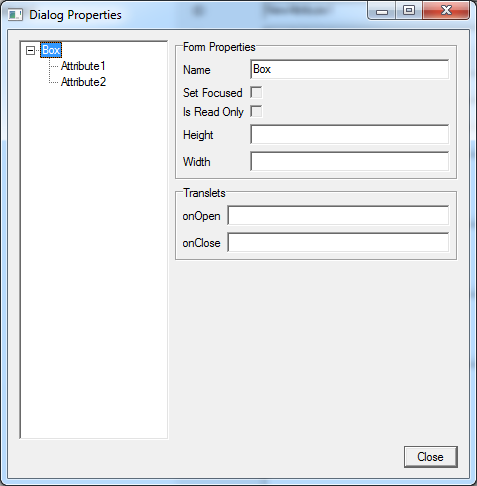 Dialog Properties
Box
Attribute1
Attribute2
Form Properties
Name Box
Set Focused
Is Read Only
Height
Width
Translets
onOpen
onClose
Close